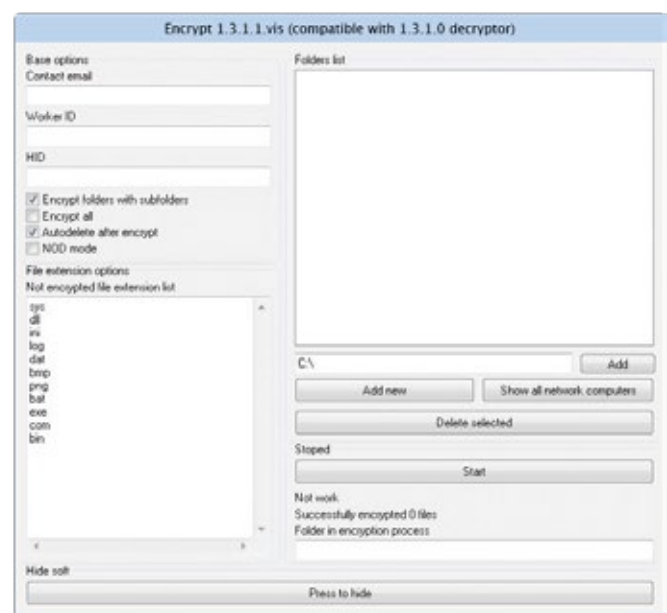 Encrypt 1.3.1.1.vis (compatible with 1.3.1.0 decryptor)
Base options
Contact email
Worker ID
HID
Encrypt folders with subfolders
Encrypt all
Autodelete after encrypt
NOD mode
File extension options
Not encrypted file extension list
sys
dll
ini
log
dat
bmp
png
bat
exe
com
bin
Folders list
C:\
Add
Add new
Show all network computers
Delete selected
Stoped
Start
Not work
Successfully encrypted 0 files
Folder in encryption process
Hide soft
Press to hide